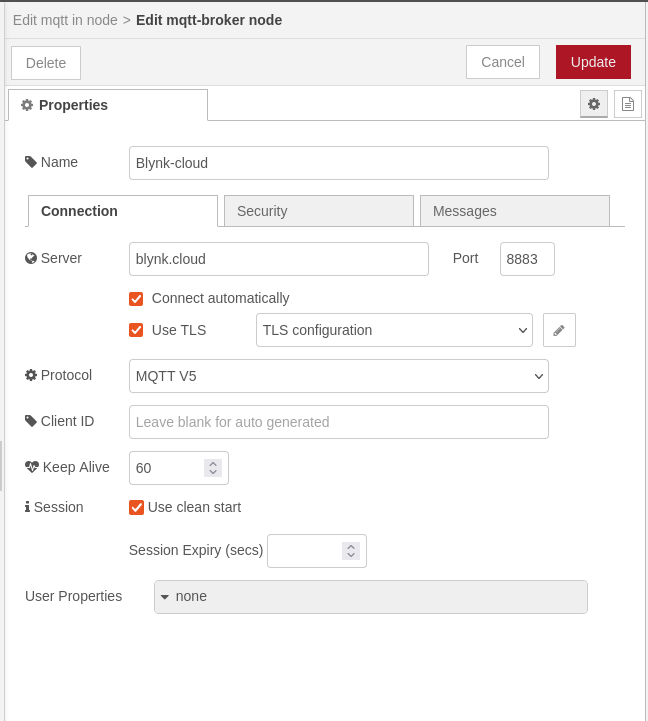 Edit mqtt in node > Edit mqtt-broker node
Delete
Cancel
Update
Properties
Name
Blynk-cloud
Connection
Security
Messages
Server
blynk.cloud
Port
8883
Connect automatically
Use TLS
TLS configuration
Protocol
MQTT V5
Client ID
Leave blank for auto generated
Keep Alive
60
Session
Use clean start
Session Expiry (secs)
User Properties
none